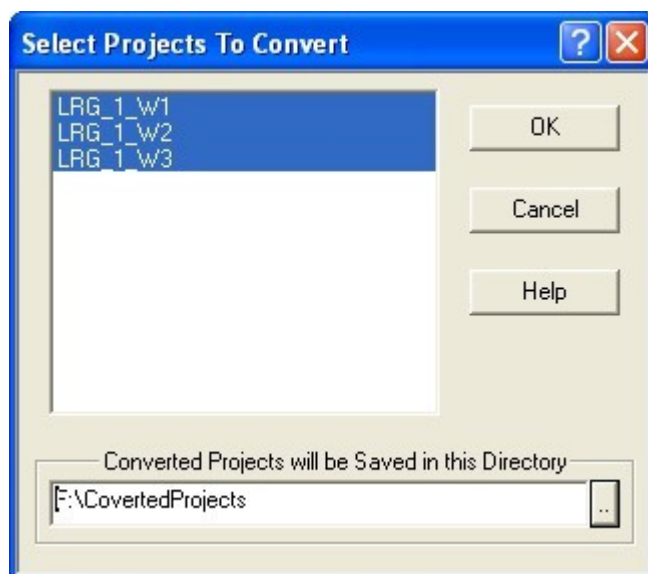 Select Projects To Convert
LRG_1_W1
LRG_1_W2
LRG_1_W3
OK
Cancel
Help
Converted Projects will be Saved in this Directory
F:\CovertedProjects
..